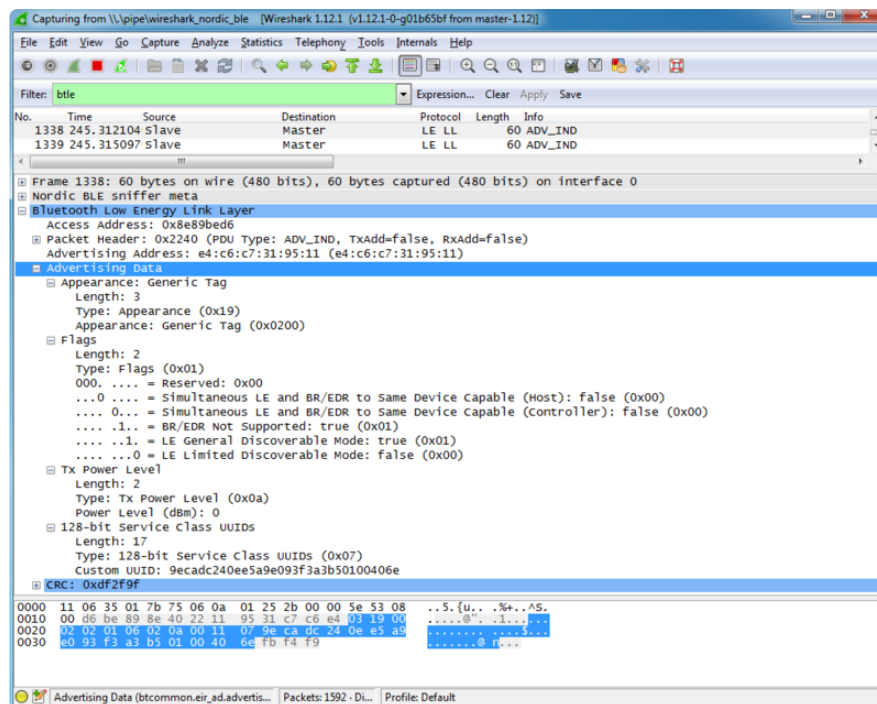 Capturing from \\.\pipe\wireshark_nordic_ble [Wireshark 1.12.1 (v1.12.1-0-g01b65bf from master-1.12)]
File Edit View Go Capture Analyze Statistics Telephony Tools Internals Help
Filter: btle Expression... Clear Apply Save
No. Time Source Destination Protocol Length Info
1338 245.312104 Slave Master LE LL 60 ADV_IND
1339 245.315097 Slave Master LE LL 60 ADV_IND
Frame 1338: 60 bytes on wire (480 bits), 60 bytes captured (480 bits) on interface 0
Nordic BLE sniffer meta
Bluetooth Low Energy Link Layer
Access Address: 0x8e89bed6
Packet Header: 0x2240 (PDU Type: ADV_IND, TxAdd=false, RxAdd=false)
Advertising Address: e4:c6:c7:31:95:11 (e4:c6:c7:31:95:11)
Advertising Data
Appearance: Generic Tag
Length: 3
Type: Appearance (0x19)
Appearance: Generic Tag (0x0200)
Flags
Length: 2
Type: Flags (0x01)
000. .... = Reserved: 0x00
...0 .... = Simultaneous LE and BR/EDR to Same Device Capable (Host): false (0x00)
.... 0... = Simultaneous LE and BR/EDR to Same Device Capable (Controller): false (0x00)
.... .1.. = BR/EDR Not Supported: true (0x01)
.... ..1. = LE General Discoverable Mode: true (0x01)
.... ...0 = LE Limited Discoverable Mode: false (0x00)
Tx Power Level
Length: 2
Type: Tx Power Level (0x0a)
Power Level (dBm): 0
128-bit Service Class UUIDs
Length: 17
Type: 128-bit Service Class UUIDs (0x07)
Custom UUID: 9ecadc240ee5a9e093f3a3b50100406e
CRC: 0xdf2f9f
0000 11 06 35 01 7b 75 06 0a 01 25 2b 00 00 5e 53 08 ..5.{u.. .%+..^S.
0010 00 d6 be 89 8e 40 22 11 95 31 c7 c6 e4 03 19 00 .....@". .1......
0020 02 02 01 06 02 0a 00 11 07 9e ca dc 24 0e e5 a9 ........ ....$...
0030 e0 93 f3 a3 b5 01 00 40 6e fb f4 f9 .......@ n...
Advertising Data (btcommon.eir_ad.advertis... Packets: 1592 · Di... Profile: Default